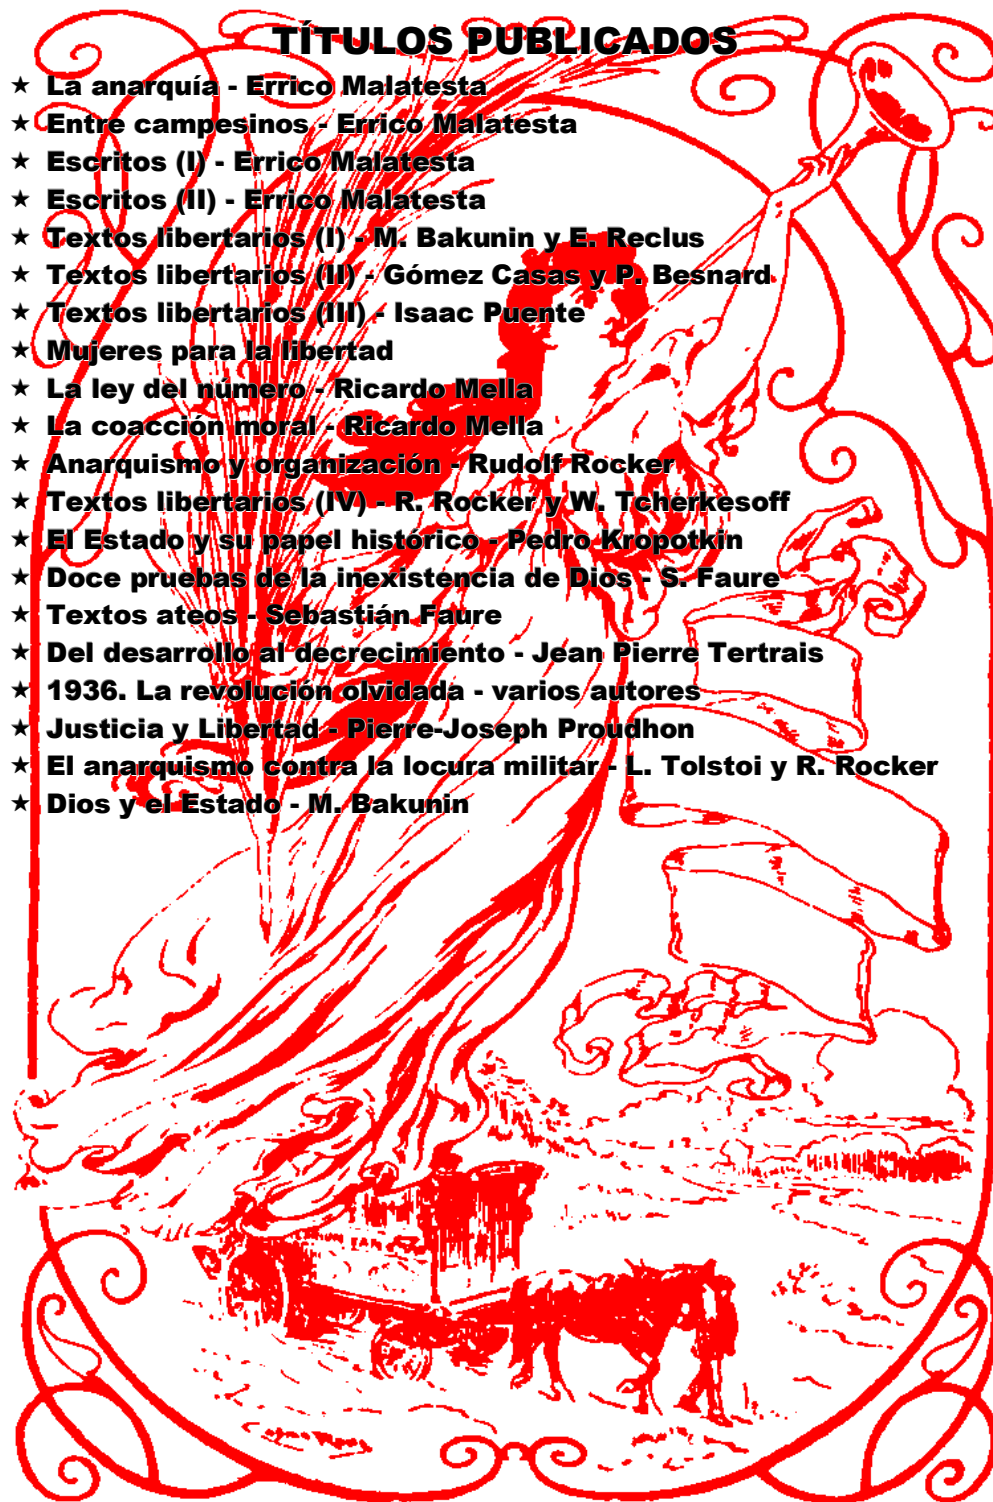 TÍTULOS PUBLICADOS
★ La anarquía - Errico Malatesta
★ Entre campesinos - Errico Malatesta
★ Escritos (I) - Errico Malatesta
★ Escritos (II) - Errico Malatesta
★ Textos libertarios (I) - M. Bakunin y E. Reclus
★ Textos libertarios (II) - Gómez Casas y P. Besnard
★ Textos libertarios (III) - Isaac Puente
★ Mujeres para la libertad
★ La ley del número - Ricardo Mella
★ La coacción moral - Ricardo Mella
★ Anarquismo y organización - Rudolf Rocker
★ Textos libertarios (IV) - R. Rocker y W. Tcherkesoff
★ El Estado y su papel histórico - Pedro Kropotkin
★ Doce pruebas de la inexistencia de Dios - S. Faure
★ Textos ateos - Sebastián Faure
★ Del desarrollo al decrecimiento - Jean Pierre Tertrais
★ 1936. La revolución olvidada - varios autores
★ Justicia y Libertad - Pierre-Joseph Proudhon
★ El anarquismo contra la locura militar - L. Tolstoi y R. Rocker
★ Dios y el Estado - M. Bakunin